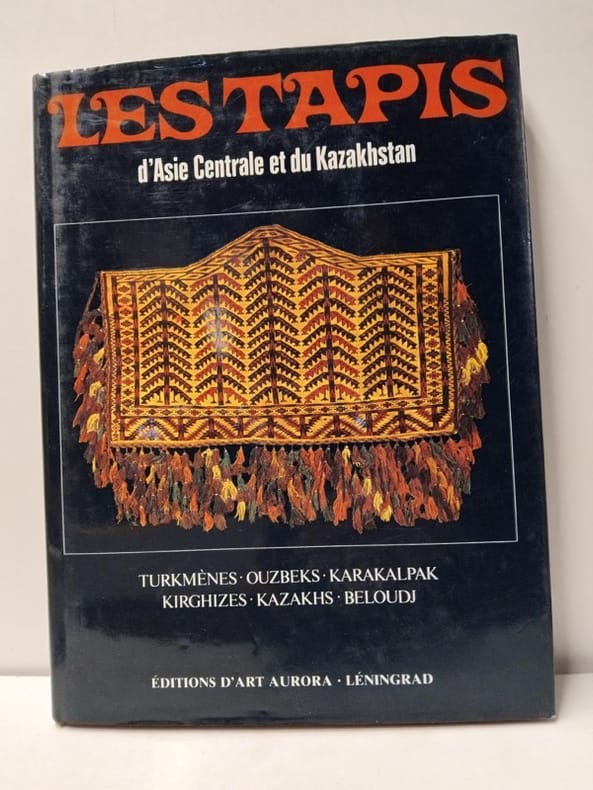 LES TAPIS
d'Asie Centrale et du Kazakhstan
TURKMÈNES · OUZBEKS · KARAKALPAK
KIRGHIZES · KAZAKHS · BELOUDJ
ÉDITIONS D'ART AURORA · LÉNINGRAD